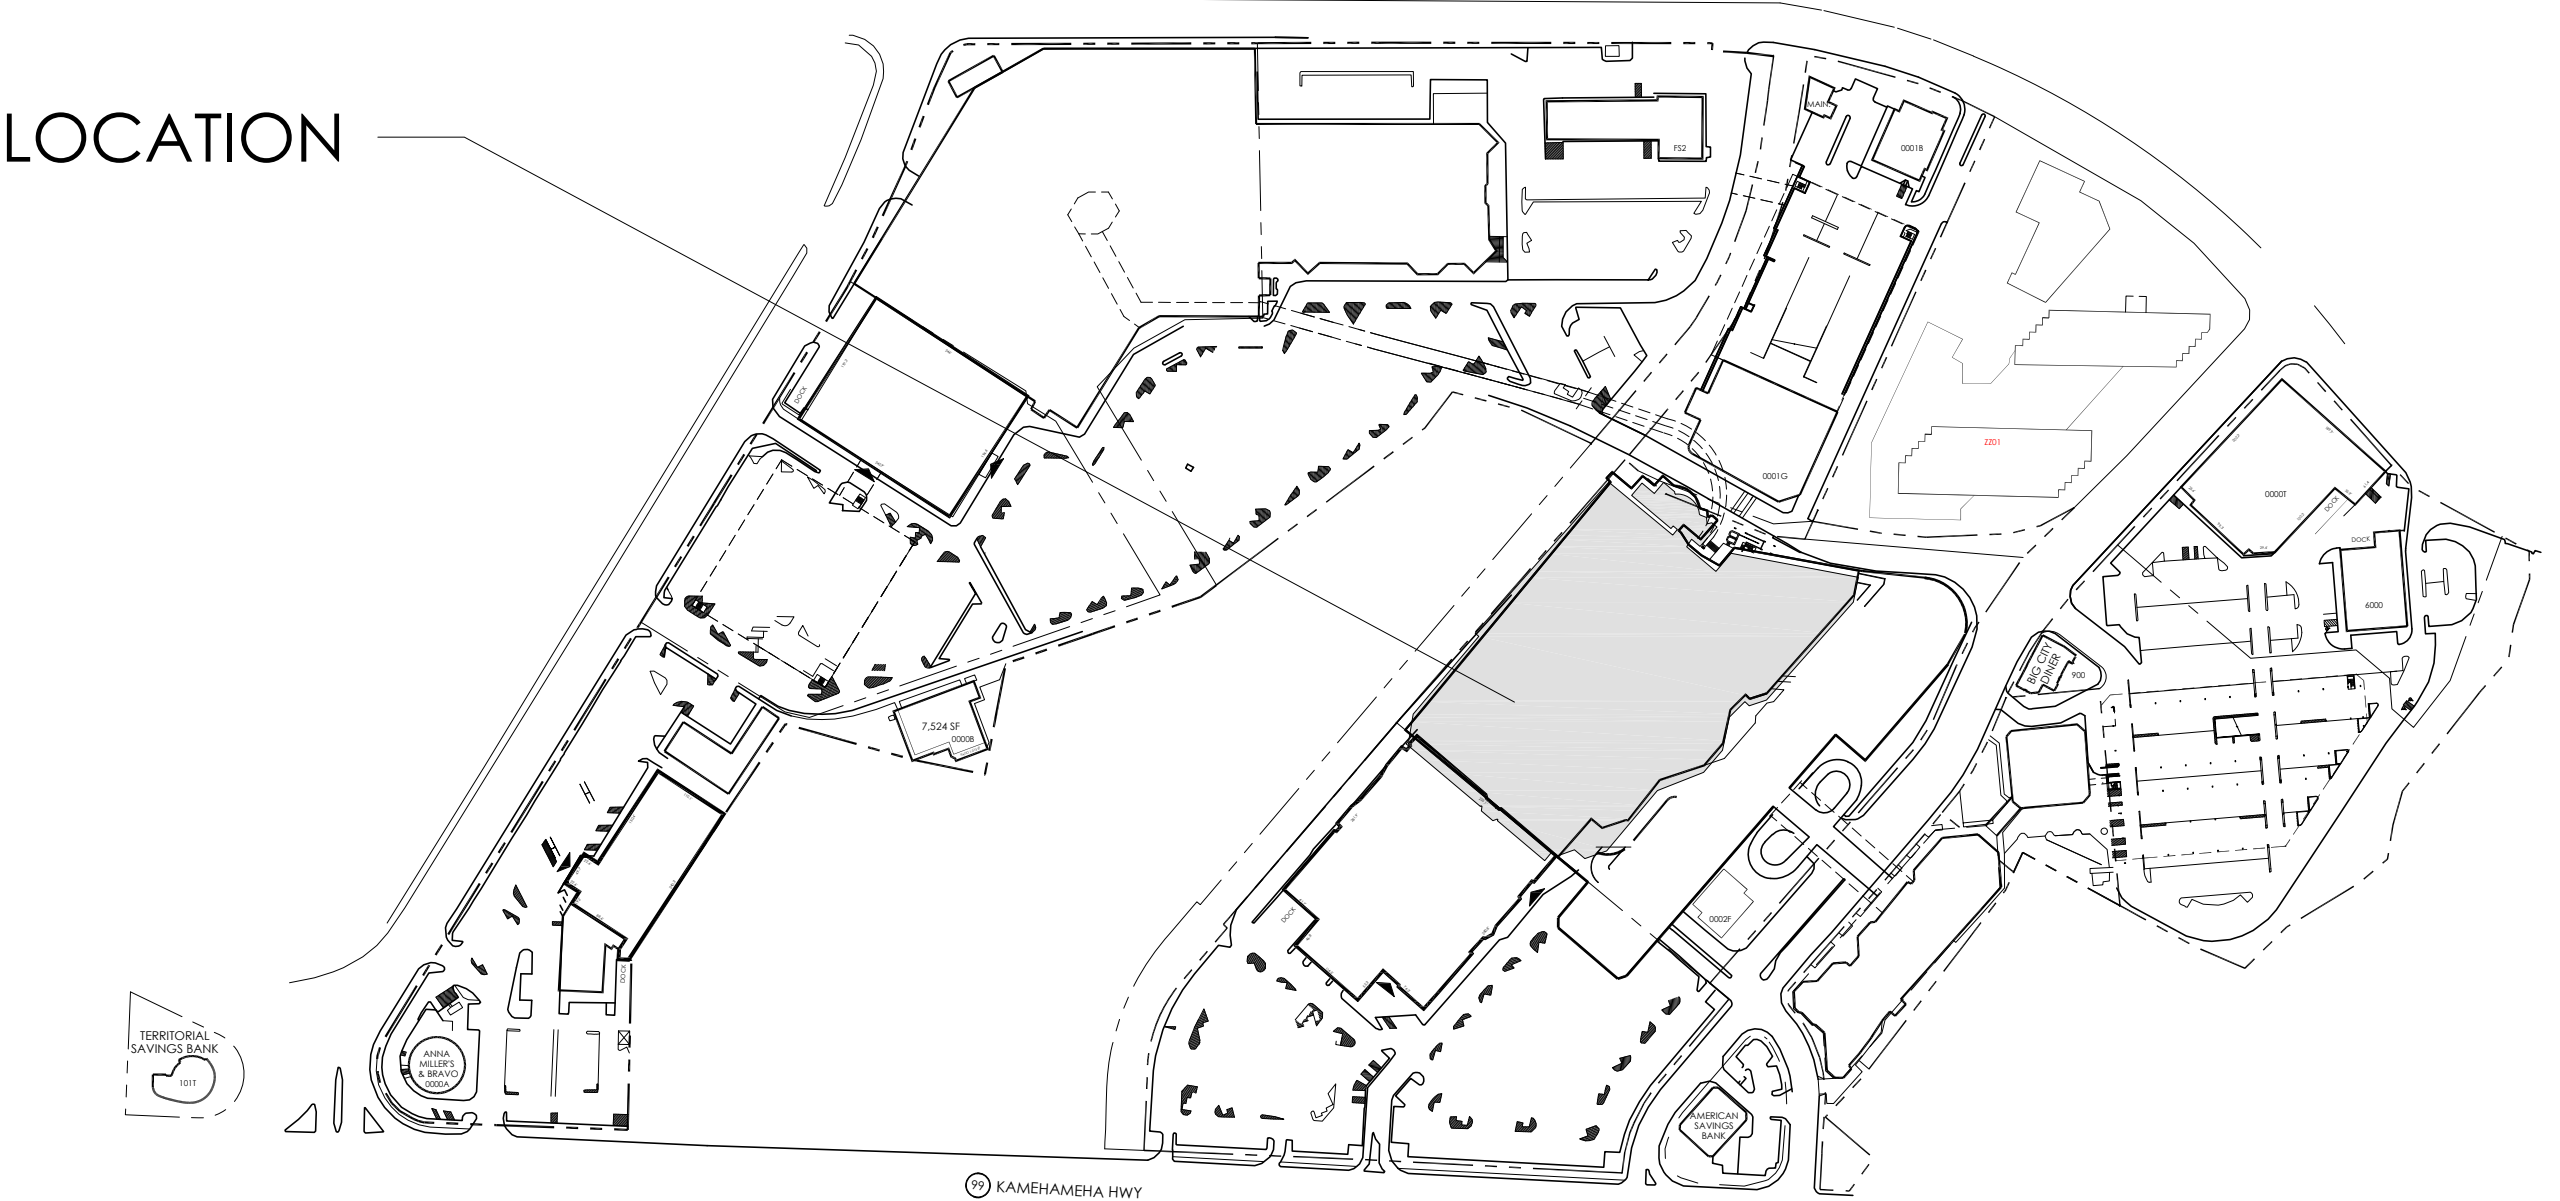 LOCATION
MAIN.
0001B
FS2
DOCK
ZZ01
0001G
0000T
DOCK
DOCK
6000
BIG CITY
DINER
900
7,524 SF
0000B
DOCK
0002F
DOCK
TERRITORIAL
SAVINGS BANK
101T
ANNA
MILLER'S
& BRAVO
0000A
AMERICAN
SAVINGS
BANK
99 KAMEHAMEHA HWY